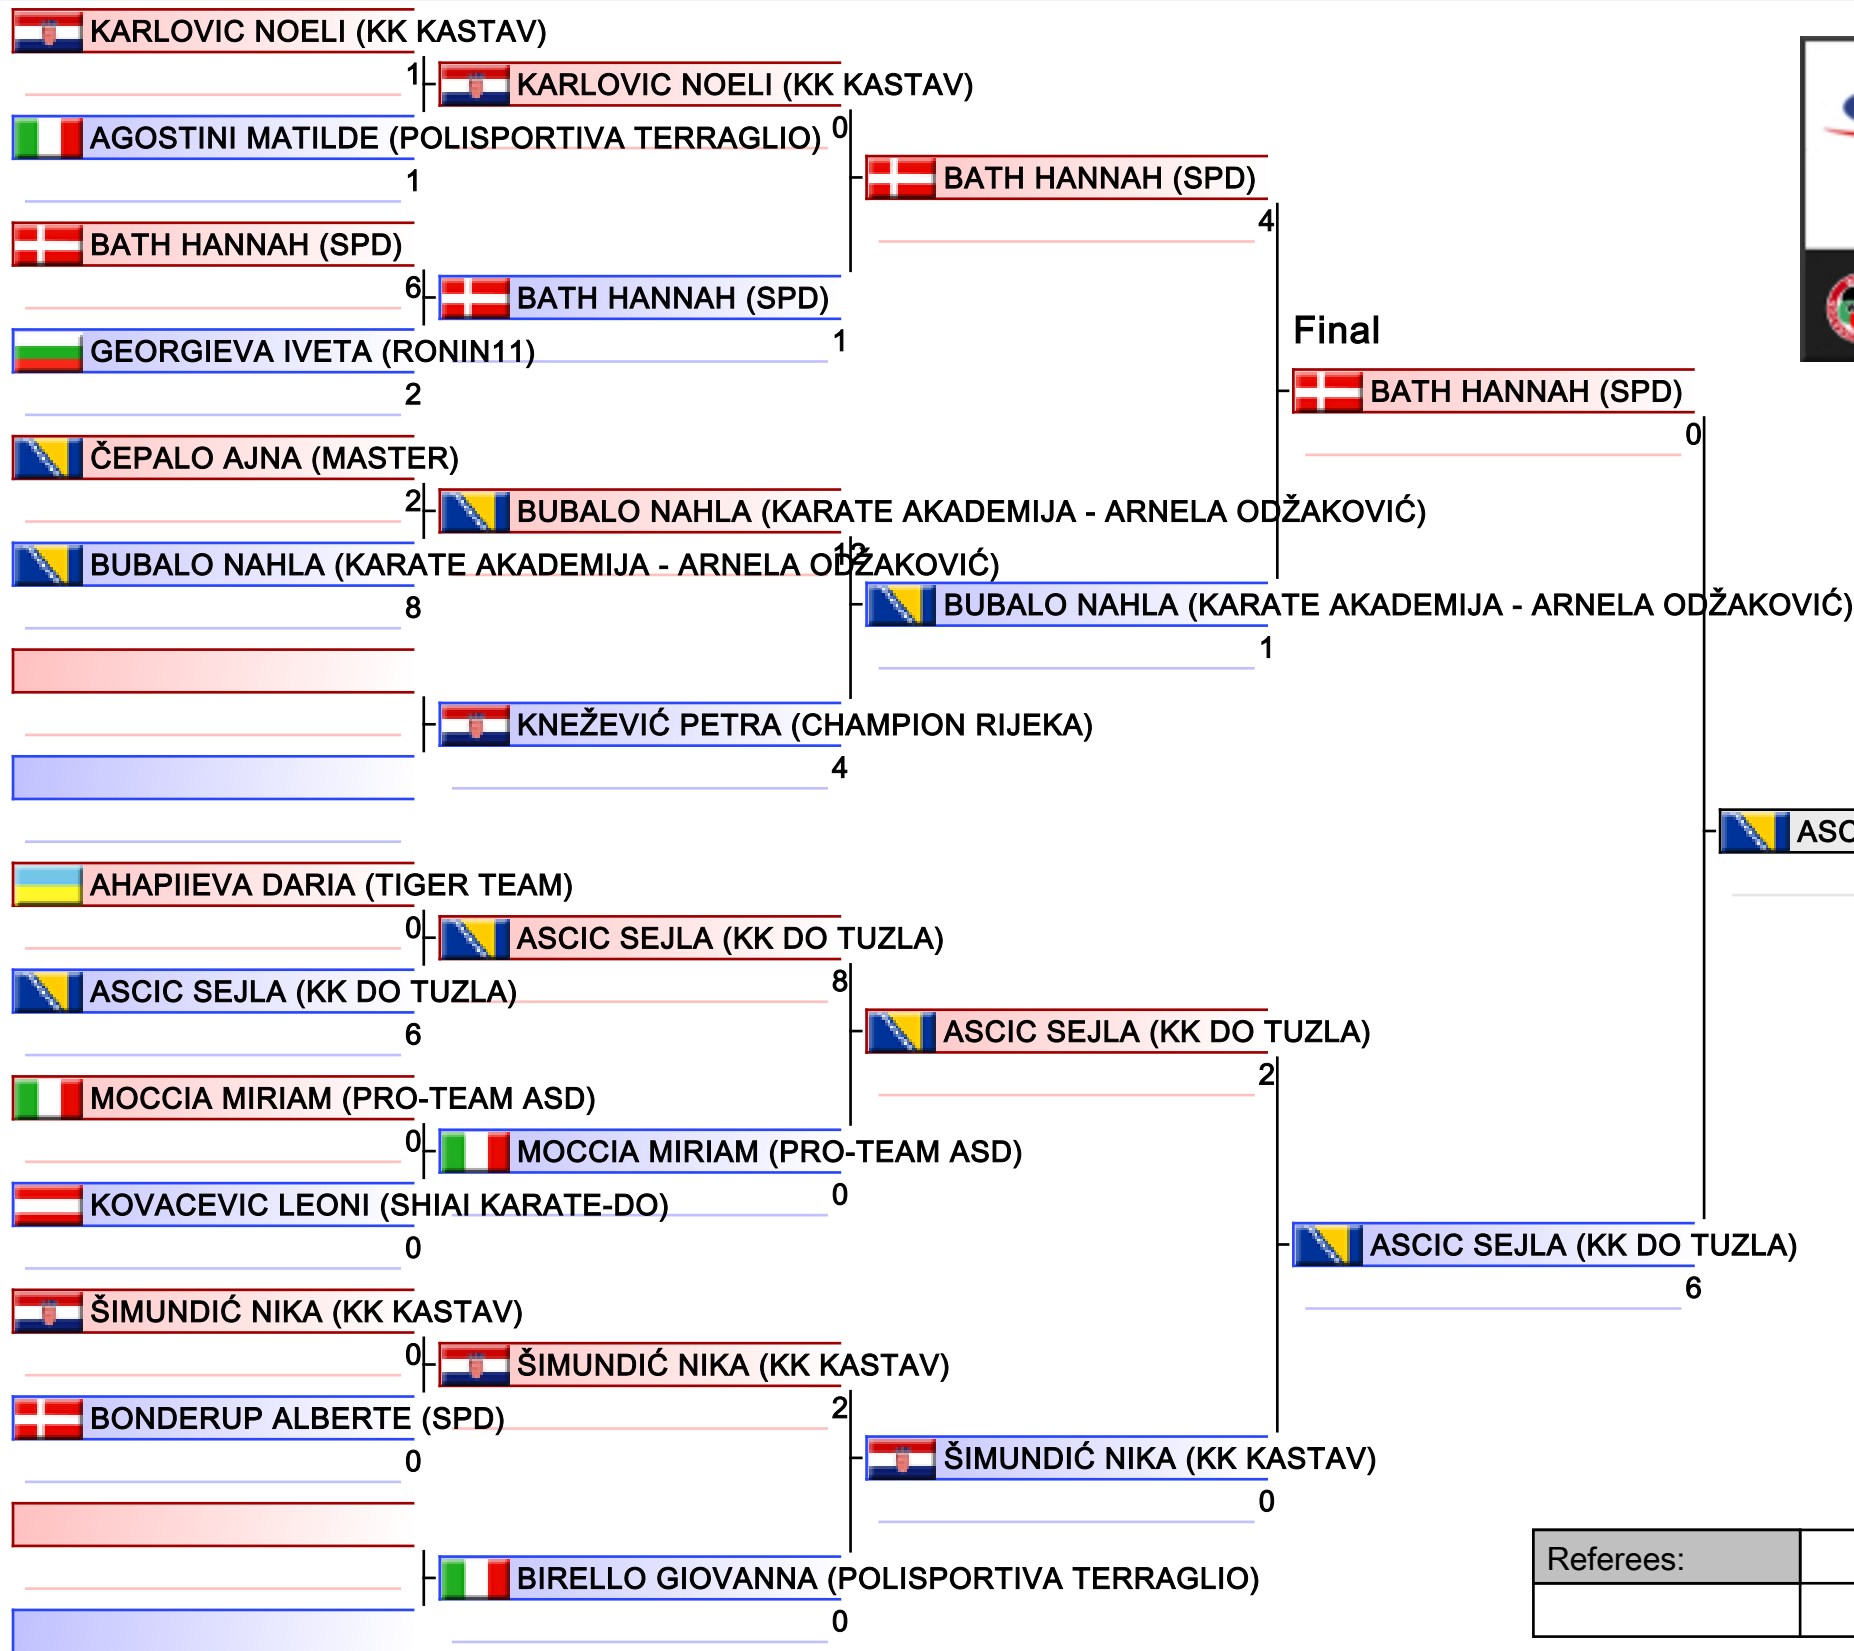 KARLOVIC NOELI (KK KASTAV)
1
KARLOVIC NOELI (KK KASTAV)
0
AGOSTINI MATILDE (POLISPORTIVA TERRAGLIO)
1
BATH HANNAH (SPD)
4
BATH HANNAH (SPD)
6
BATH HANNAH (SPD)
1
GEORGIEVA IVETA (RONIN11)
2
Final
BATH HANNAH (SPD)
0
ČEPALO AJNA (MASTER)
2
BUBALO NAHLA (KARATE AKADEMIJA - ARNELA ODŽAKOVIĆ)
12
BUBALO NAHLA (KARATE AKADEMIJA - ARNELA ODŽAKOVIĆ)
8
BUBALO NAHLA (KARATE AKADEMIJA - ARNELA ODŽAKOVIĆ)
1
KNEŽEVIĆ PETRA (CHAMPION RIJEKA)
4
ASC
AHAPIIEVA DARIA (TIGER TEAM)
0
ASCIC SEJLA (KK DO TUZLA)
8
ASCIC SEJLA (KK DO TUZLA)
6
ASCIC SEJLA (KK DO TUZLA)
2
MOCCIA MIRIAM (PRO-TEAM ASD)
0
MOCCIA MIRIAM (PRO-TEAM ASD)
0
KOVACEVIC LEONI (SHIAI KARATE-DO)
0
ASCIC SEJLA (KK DO TUZLA)
6
ŠIMUNDIĆ NIKA (KK KASTAV)
0
ŠIMUNDIĆ NIKA (KK KASTAV)
2
BONDERUP ALBERTE (SPD)
0
ŠIMUNDIĆ NIKA (KK KASTAV)
0
BIRELLO GIOVANNA (POLISPORTIVA TERRAGLIO)
0
Referees: